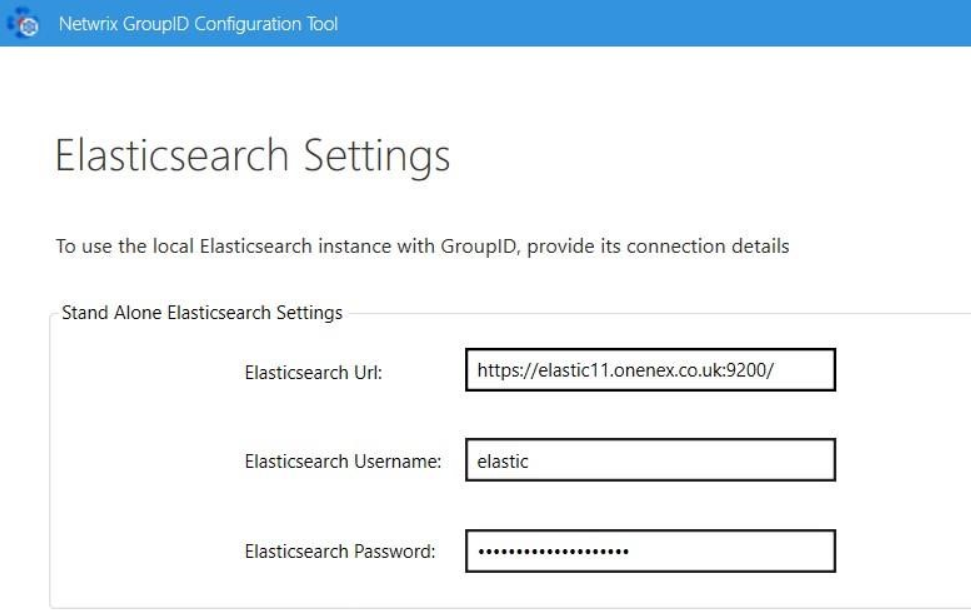 Netwrix GroupID Configuration Tool
Elasticsearch Settings
To use the local Elasticsearch instance with GroupID, provide its connection details
Stand Alone Elasticsearch Settings
Elasticsearch Url: https://elastic11.onenex.co.uk:9200/
Elasticsearch Username: elastic
Elasticsearch Password: ••••••••••••••••••••